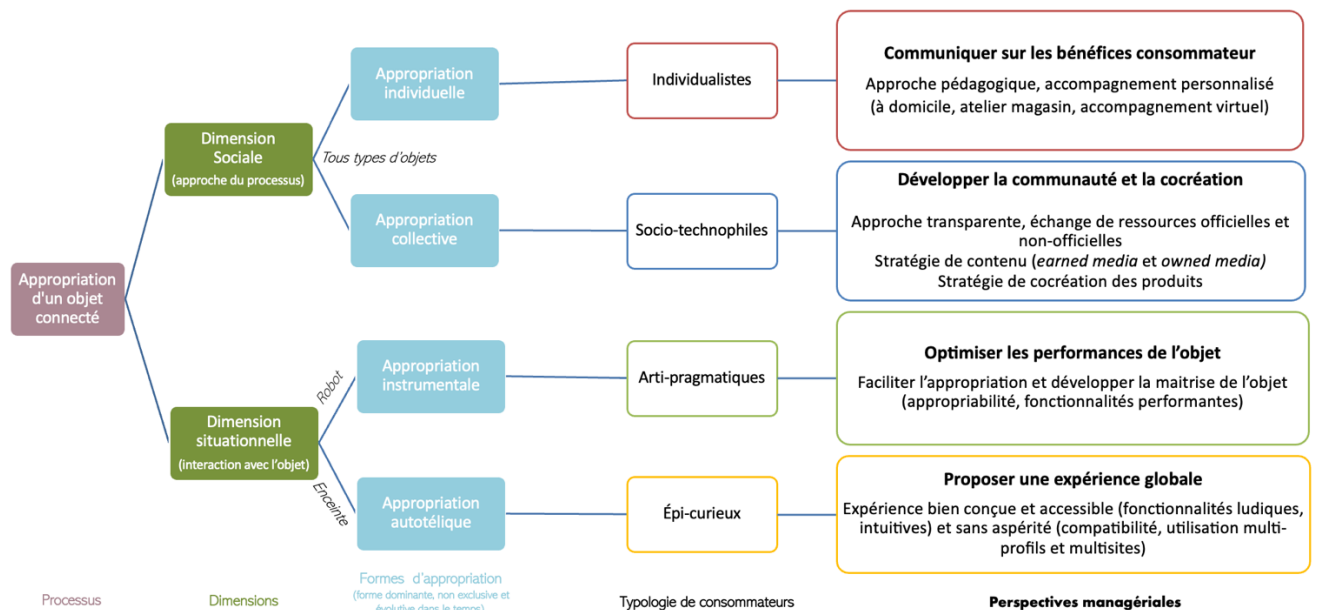 Appropriation
d'un objet
connecté
Dimension
Sociale
(approche du processus)
Tous types d'objets
Appropriation
individuelle
Individualistes
Communiquer sur les bénéfices consommateur
Approche pédagogique, accompagnement personnalisé
(à domicile, atelier magasin, accompagnement virtuel)
Appropriation
collective
Socio-technophiles
Développer la communauté et la cocréation
Approche transparente, échange de ressources officielles et
non-officielles
Stratégie de contenu (earned media et owned media)
Stratégie de cocréation des produits
Dimension
situationnelle
(interaction avec l'objet)
Robot
Appropriation
instrumentale
Arti-pragmatiques
Optimiser les performances de l'objet
Faciliter l'appropriation et développer la maitrise de l'objet
(appropriabilité, fonctionnalités performantes)
Enceinte
Appropriation
autotélique
Épi-curieux
Proposer une expérience globale
Expérience bien conçue et accessible (fonctionnalités ludiques,
intuitives) et sans aspérité (compatibilité, utilisation multi-
profils et multisites)
Processus
Dimensions
Formes d'appropriation
(forme dominante, non exclusive et
évolutive dans le temps)
Typologie de consommateurs
Perspectives managériales